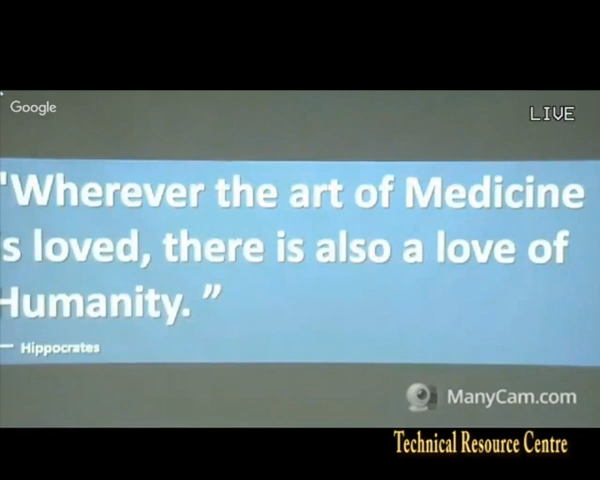 Google
LIVE
"Wherever the art of Medicine
s loved, there is also a love of
Humanity. ”
— Hippocrates
ManyCam.com
Technical Resource Centre